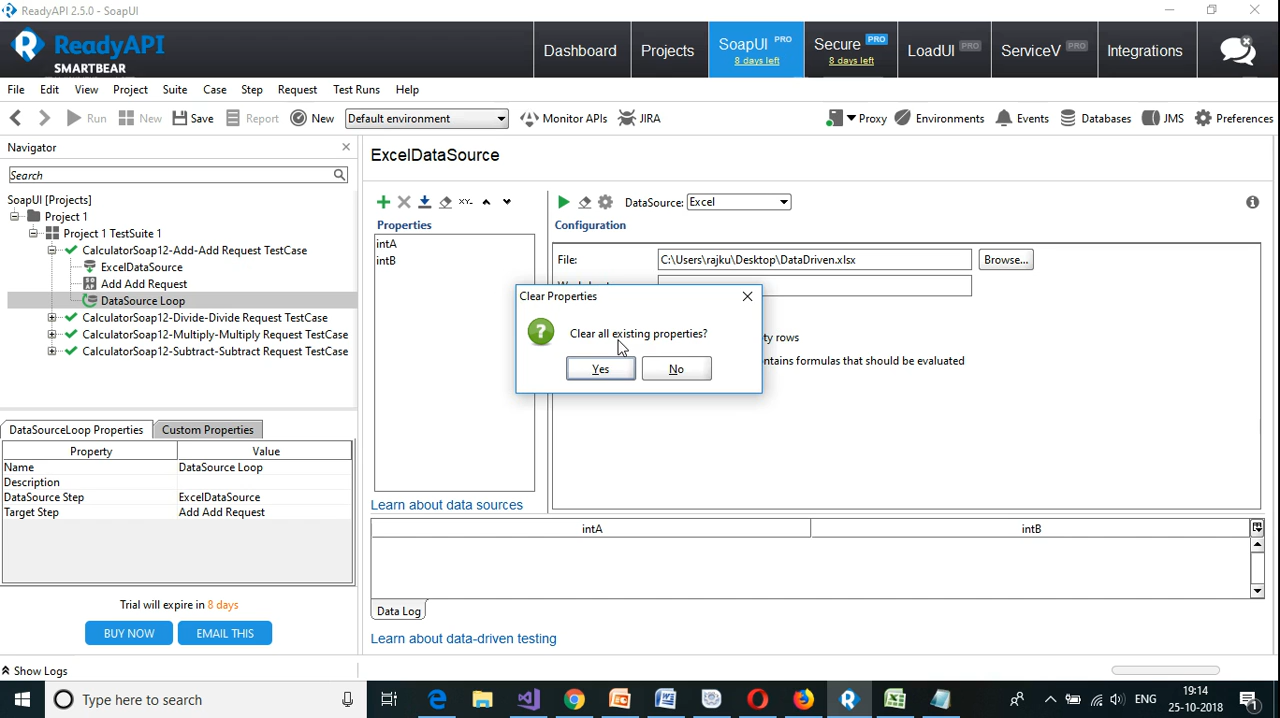 ReadyAPI 2.5.0 - SoapUI
ReadyAPI
SMARTBEAR
Dashboard
Projects
SoapUI PRO
8 days left
Secure PRO
8 days left
LoadUI PRO
ServiceV PRO
Integrations
File Edit View Project Suite Case Step Request Test Runs Help
Run New Save Report New Default environment Monitor APIs JIRA Proxy Environments Events Databases JMS Preferences
Navigator
Search
SoapUI [Projects]
Project 1
Project 1 TestSuite 1
CalculatorSoap12-Add-Add Request TestCase
ExcelDataSource
Add Add Request
DataSource Loop
CalculatorSoap12-Divide-Divide Request TestCase
CalculatorSoap12-Multiply-Multiply Request TestCase
CalculatorSoap12-Subtract-Subtract Request TestCase
DataSourceLoop Properties Custom Properties
Property Value
Name DataSource Loop
Description
DataSource Step ExcelDataSource
Target Step Add Add Request
Trial will expire in 8 days
BUY NOW EMAIL THIS
Show Logs
ExcelDataSource
DataSource: Excel
Properties
intA
intB
Configuration
File: C:\Users\rajku\Desktop\DataDriven.xlsx Browse...
Clear Properties
Clear all existing properties?
Yes No
ty rows
ntains formulas that should be evaluated
Learn about data sources
intA intB
Data Log
Learn about data-driven testing
Type here to search
ENG
19:14
25-10-2018
1